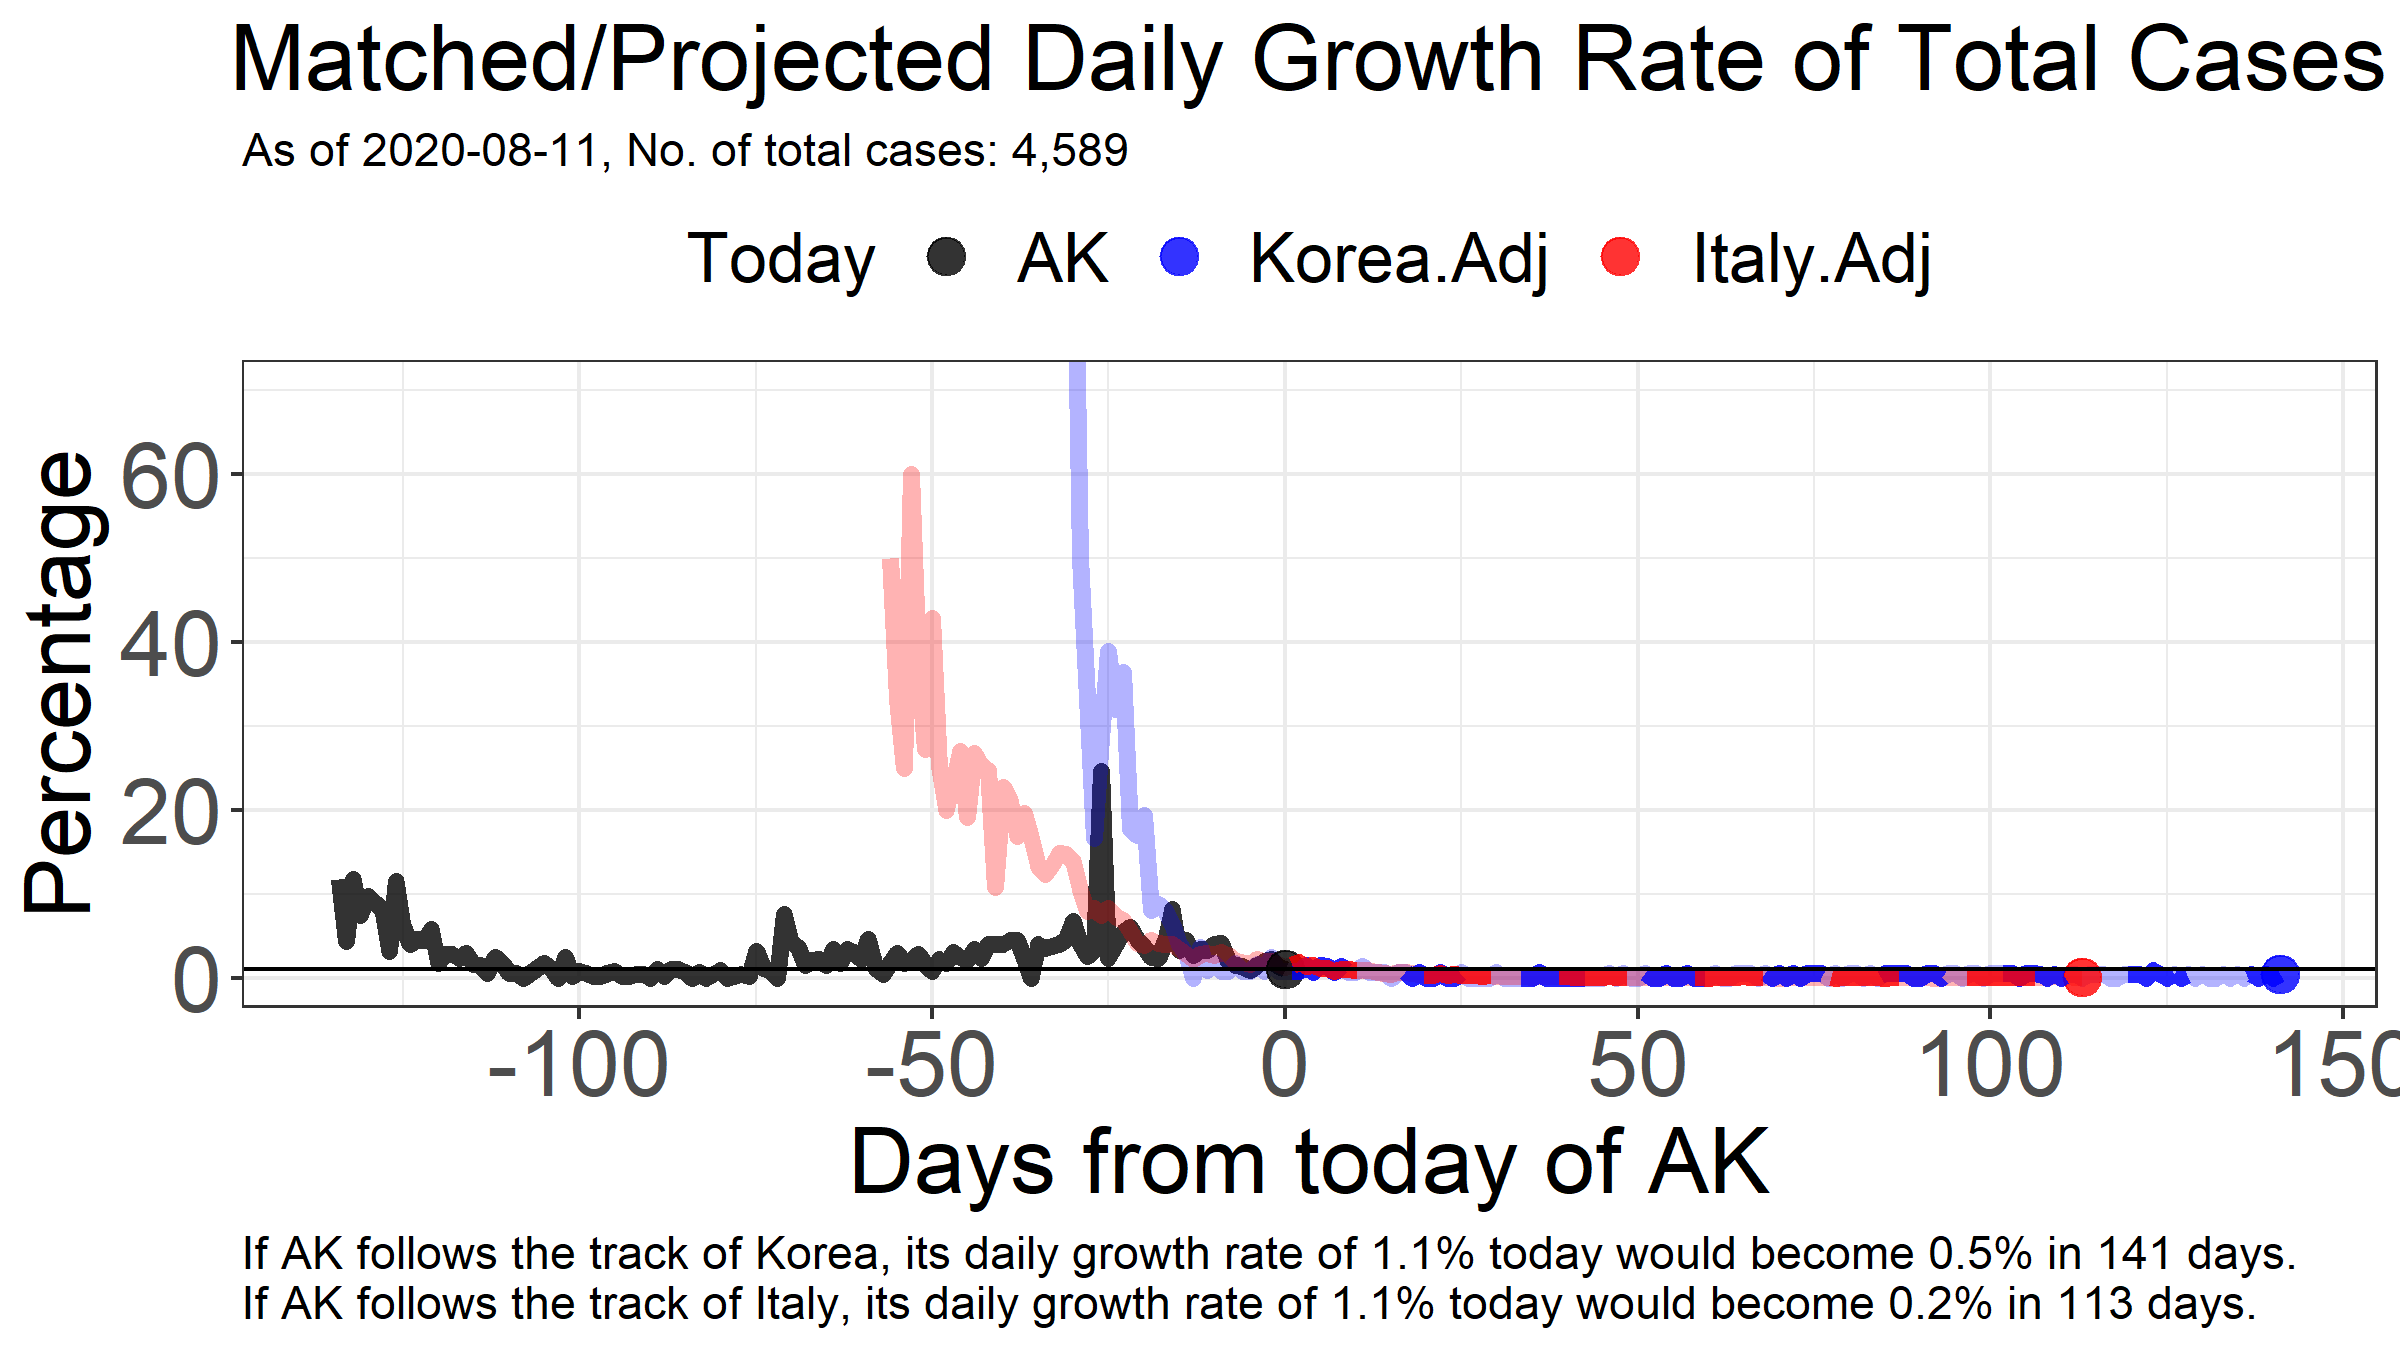 Matched/Projected Daily Growth Rate of Total Cases
As of 2020-08-11, No. of total cases: 4,589
Today AK Korea.Adj Italy.Adj
Percentage
60
40
20
0
-100 -50 0 50 100 150
Days from today of AK
If AK follows the track of Korea, its daily growth rate of 1.1% today would become 0.5% in 141 days.
If AK follows the track of Italy, its daily growth rate of 1.1% today would become 0.2% in 113 days.